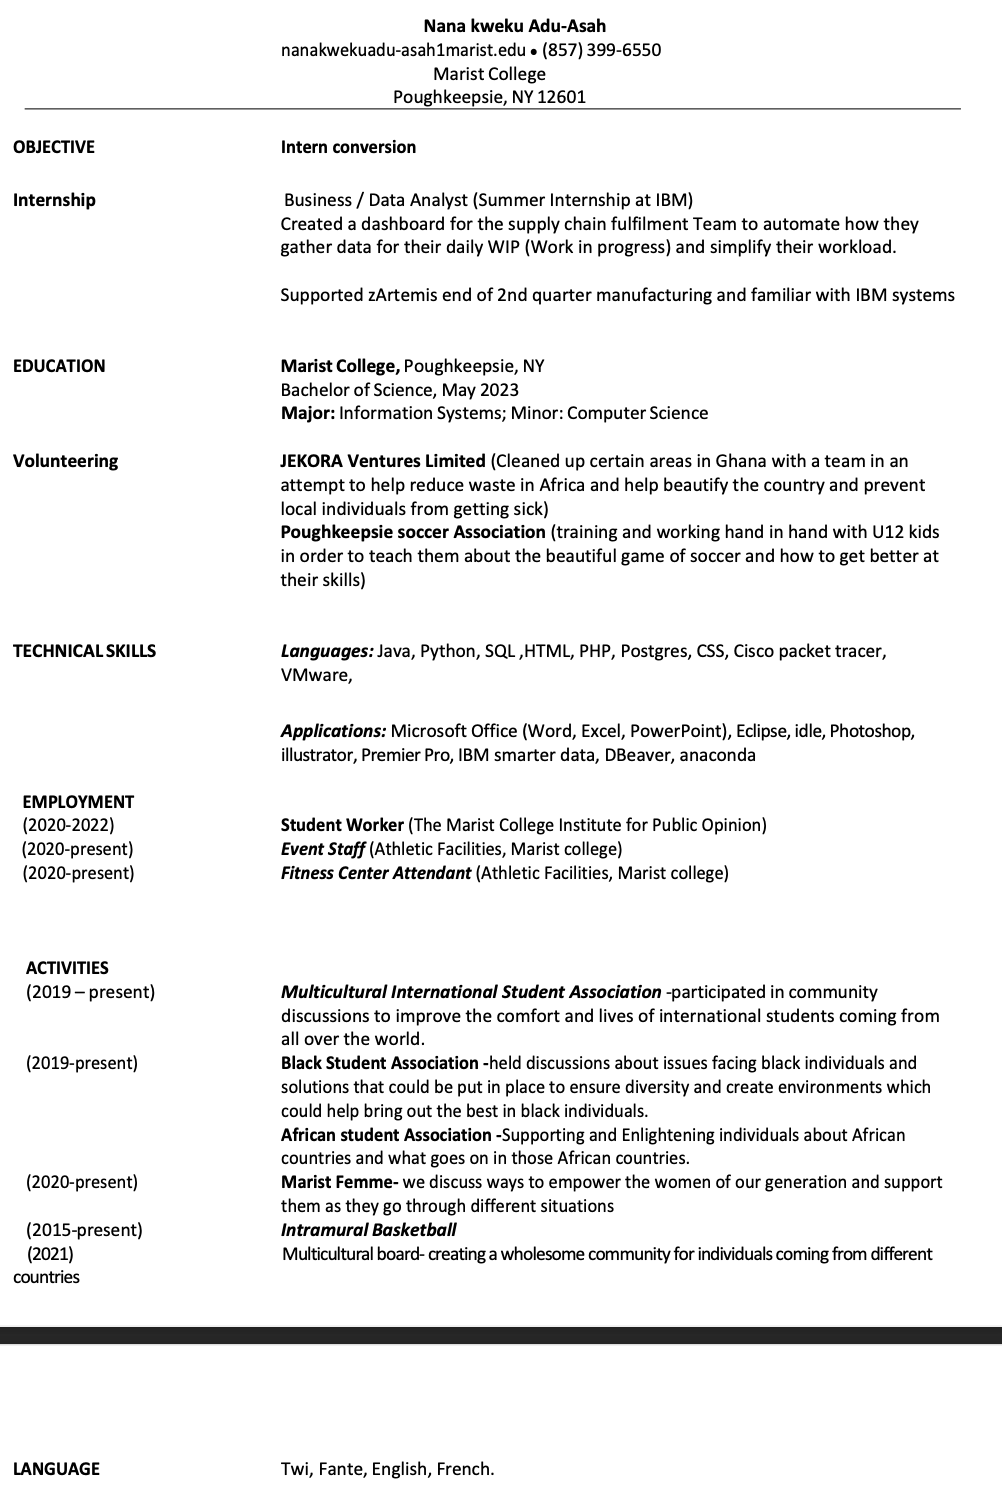 Nana kweku Adu-Asah
nanakwekuadu-asah1marist.edu • (857) 399-6550
Marist College
Poughkeepsie, NY 12601
OBJECTIVE Intern conversion
Internship Business / Data Analyst (Summer Internship at IBM)
Created a dashboard for the supply chain fulfilment Team to automate how they
gather data for their daily WIP (Work in progress) and simplify their workload.
Supported zArtemis end of 2nd quarter manufacturing and familiar with IBM systems
EDUCATION Marist College, Poughkeepsie, NY
Bachelor of Science, May 2023
Major: Information Systems; Minor: Computer Science
Volunteering JEKORA Ventures Limited (Cleaned up certain areas in Ghana with a team in an
attempt to help reduce waste in Africa and help beautify the country and prevent
local individuals from getting sick)
Poughkeepsie soccer Association (training and working hand in hand with U12 kids
in order to teach them about the beautiful game of soccer and how to get better at
their skills)
TECHNICAL SKILLS Languages: Java, Python, SQL ,HTML, PHP, Postgres, CSS, Cisco packet tracer,
VMware,
Applications: Microsoft Office (Word, Excel, PowerPoint), Eclipse, idle, Photoshop,
illustrator, Premier Pro, IBM smarter data, DBeaver, anaconda
EMPLOYMENT
(2020-2022) Student Worker (The Marist College Institute for Public Opinion)
(2020-present) Event Staff (Athletic Facilities, Marist college)
(2020-present) Fitness Center Attendant (Athletic Facilities, Marist college)
ACTIVITIES
(2019 – present) Multicultural International Student Association -participated in community
discussions to improve the comfort and lives of international students coming from
all over the world.
(2019-present) Black Student Association -held discussions about issues facing black individuals and
solutions that could be put in place to ensure diversity and create environments which
could help bring out the best in black individuals.
African student Association -Supporting and Enlightening individuals about African
countries and what goes on in those African countries.
(2020-present) Marist Femme- we discuss ways to empower the women of our generation and support
them as they go through different situations
(2015-present) Intramural Basketball
(2021) Multicultural board- creating a wholesome community for individuals coming from different
countries
LANGUAGE Twi, Fante, English, French.